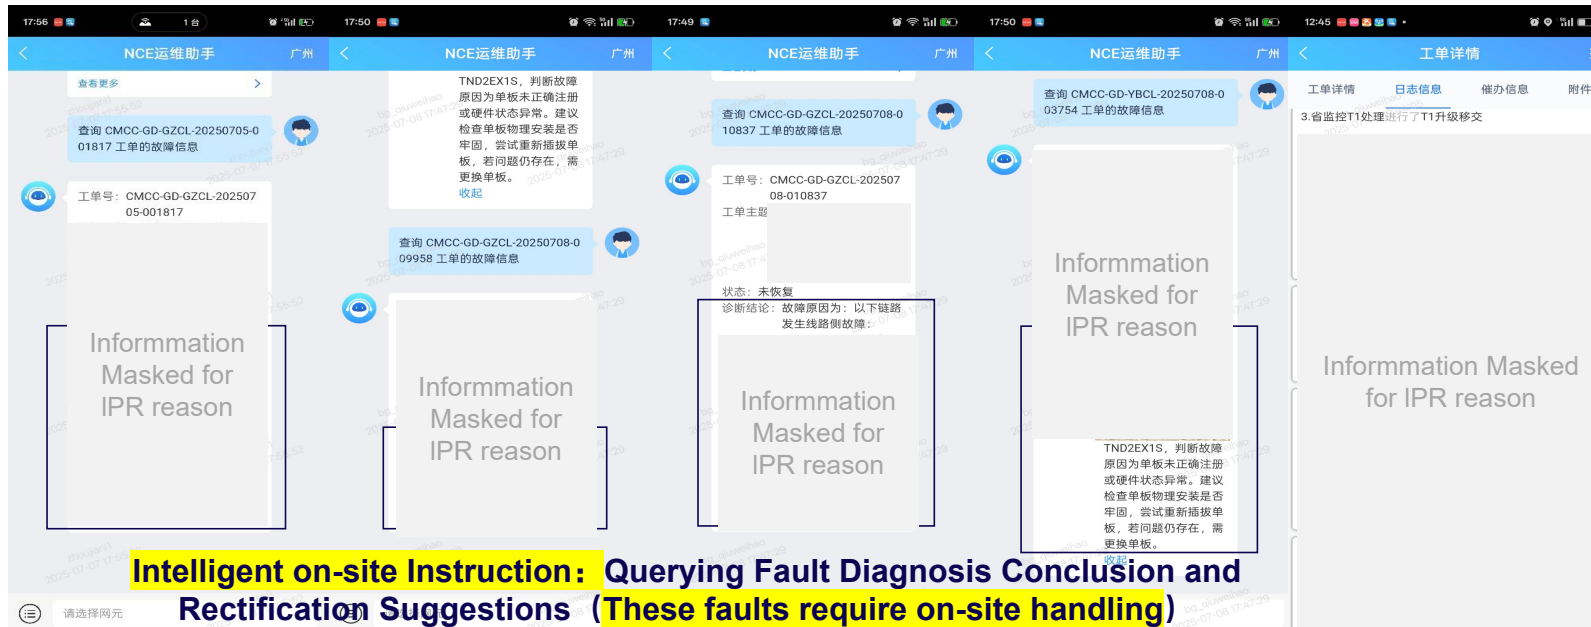 17:56
1 台
NCE运维助手
广州
查看更多
查询 CMCC-GD-GZCL-20250705-0
01817 工单的故障信息
工单号： CMCC-GD-GZCL-202507
05-001817
Informmation
Masked for
IPR reason
请选择网元
17:50
NCE运维助手
广州
TND2EX1S，判断故障
原因为单板未正确注册
或硬件状态异常。建议
检查单板物理安装是否
牢固，尝试重新插拔单
板，若问题仍存在，需
更换单板。
收起
查询 CMCC-GD-GZCL-20250708-0
09958 工单的故障信息
Informmation
Masked for
IPR reason
17:49
NCE运维助手
广州
查询 CMCC-GD-GZCL-20250708-0
10837 工单的故障信息
工单号： CMCC-GD-GZCL-202507
08-010837
工单主题
状态： 未恢复
诊断结论： 故障原因为：以下链路
发生线路侧故障：
Informmation
Masked for
IPR reason
17:50
NCE运维助手
广州
查询 CMCC-GD-YBCL-20250708-0
03754 工单的故障信息
Informmation
Masked for
IPR reason
TND2EX1S，判断故障
原因为单板未正确注册
或硬件状态异常。建议
检查单板物理安装是否
牢固，尝试重新插拔单
板，若问题仍存在，需
更换单板。
收起
12:45
工单详情
工单详情 日志信息 催办信息 附件
3.省监控T1处理进行了T1升级移交
Informmation Masked
for IPR reason
Intelligent on-site Instruction：Querying Fault Diagnosis Conclusion and
Rectification Suggestions（These faults require on-site handling）